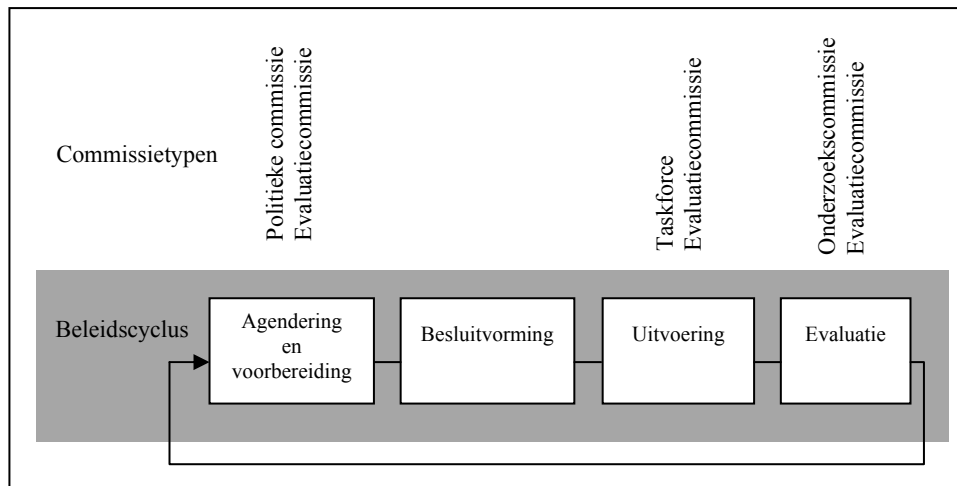 Commissietypen
Politieke commissie
Evaluatiecommissie
Taskforce
Evaluatiecommissie
Onderzoekscommissie
Evaluatiecommissie
Beleidscyclus
Agendering
en
voorbereiding
Besluitvorming
Uitvoering
Evaluatie